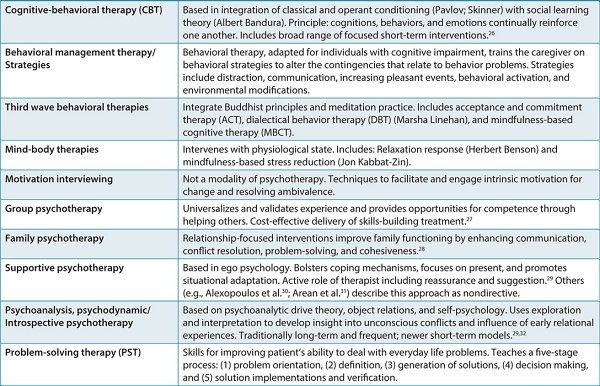 Cognitive-behavioral therapy (CBT)
Based in integration of classical and operant conditioning (Pavlov; Skinner) with social learning
theory (Albert Bandura). Principle: cognitions, behaviors, and emotions continually reinforce
one another. Includes broad range of focused short-term interventions.26
Behavioral management therapy/
Strategies
Behavioral therapy, adapted for individuals with cognitive impairment, trains the caregiver on
behavioral strategies to alter the contingencies that relate to behavior problems. Strategies
include distraction, communication, increasing pleasant events, behavioral activation, and
environmental modifications.
Third wave behavioral therapies
Integrate Buddhist principles and meditation practice. Includes acceptance and commitment
therapy (ACT), dialectical behavior therapy (DBT) (Marsha Linehan), and mindfulness-based
cognitive therapy (MBCT).
Mind-body therapies
Intervenes with physiological state. Includes: Relaxation response (Herbert Benson) and
mindfulness-based stress reduction (Jon Kabbat-Zin).
Motivation interviewing
Not a modality of psychotherapy. Techniques to facilitate and engage intrinsic motivation for
change and resolving ambivalence.
Group psychotherapy
Universalizes and validates experience and provides opportunities for competence through
helping others. Cost-effective delivery of skills-building treatment.27
Family psychotherapy
Relationship-focused interventions improve family functioning by enhancing communication,
conflict resolution, problem-solving, and cohesiveness.28
Supportive psychotherapy
Based in ego psychology. Bolsters coping mechanisms, focuses on present, and promotes
situational adaptation. Active role of therapist including reassurance and suggestion.29 Others
(e.g., Alexopoulos et al.30; Arean et al.31) describe this approach as nondirective.
Psychoanalysis, psychodynamic/
Introspective psychotherapy
Based on psychoanalytic drive theory, object relations, and self-psychology. Uses exploration
and interpretation to develop insight into unconscious conflicts and influence of early relational
experiences. Traditionally long-term and frequent; newer short-term models.29,32
Problem-solving therapy (PST)
Skills for improving patient's ability to deal with everyday life problems. Teaches a five-stage
process: (1) problem orientation, (2) definition, (3) generation of solutions, (4) decision making,
and (5) solution implementations and verification.